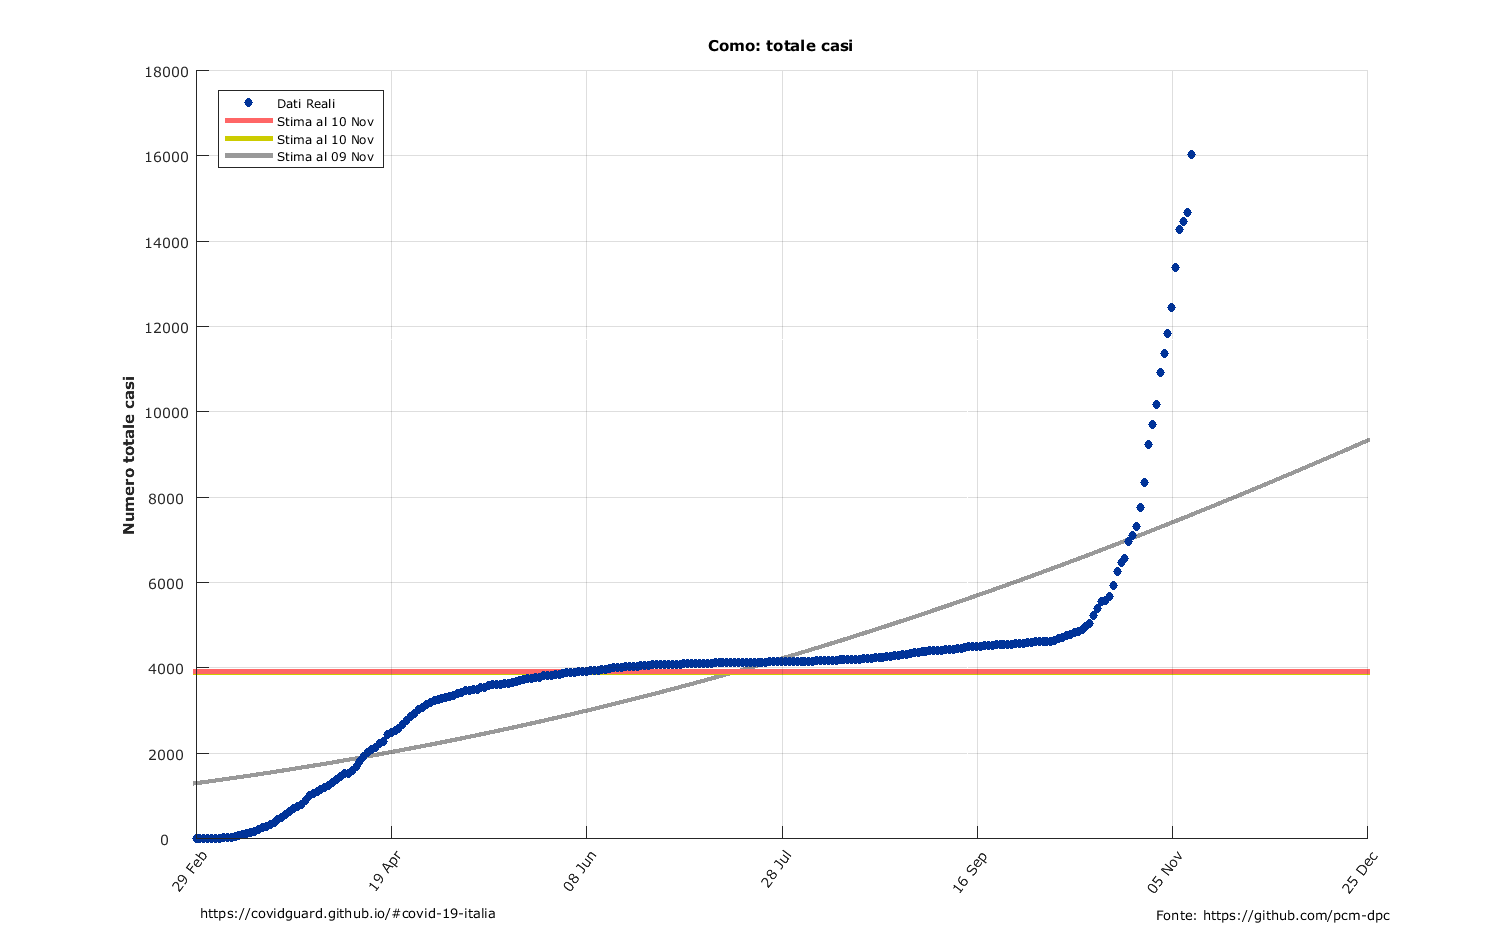 Como: totale casi
18000
16000
14000
12000
10000
8000
6000
4000
2000
0
Numero totale casi
Dati Reali
Stima al 10 Nov
Stima al 10 Nov
Stima al 09 Nov
29 Feb
19 Apr
08 Jun
28 Jul
16 Sep
05 Nov
25 Dec
https://covidguard.github.io/#covid-19-italia
Fonte: https://github.com/pcm-dpc